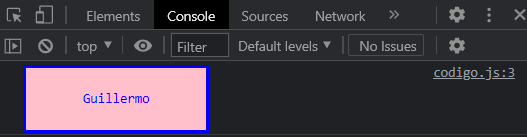 Elements Console Sources Network »
top Filter Default levels No Issues
Guillermo codigo.js:3